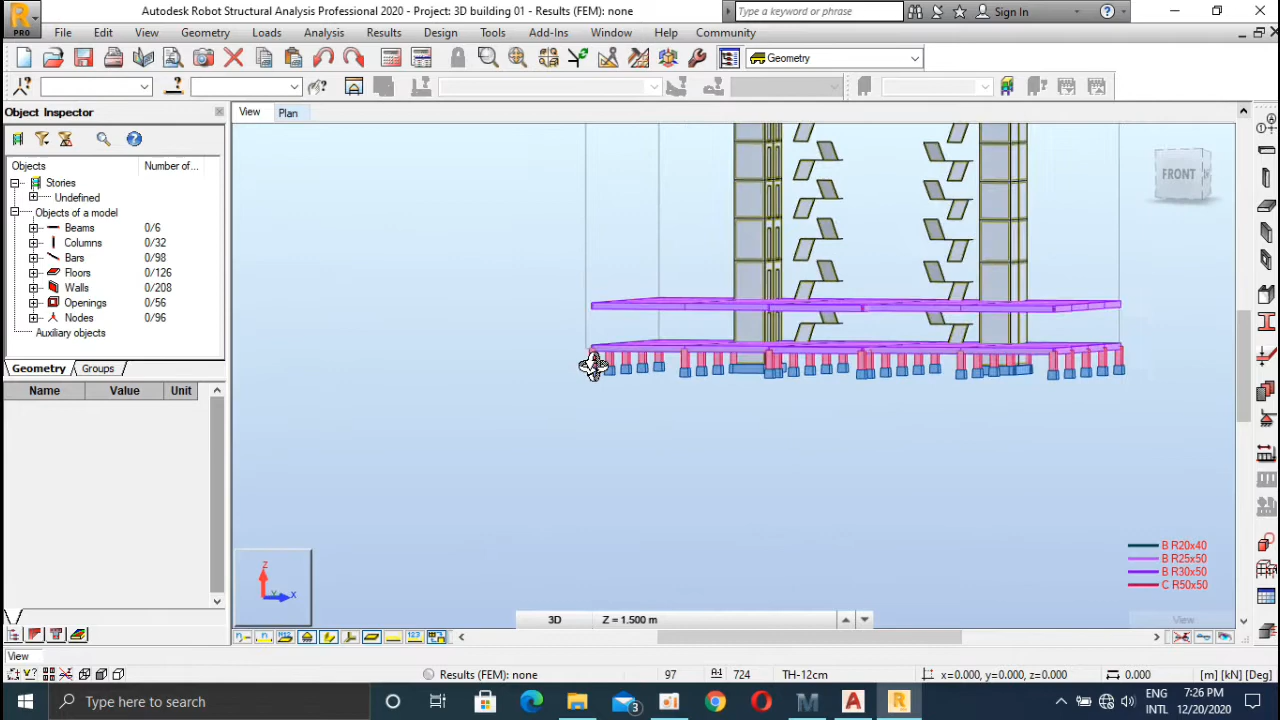 Autodesk Robot Structural Analysis Professional 2020 - Project: 3D building 01 - Results (FEM): none
Type a keyword or phrase
Sign In
PRO
File Edit View Geometry Loads Analysis Results Design Tools Add-Ins Window Help Community
Geometry
Object Inspector
View Plan
Objects Number of...
Stories
Undefined
Objects of a model
Beams 0/6
Columns 0/32
Bars 0/98
Floors 0/126
Walls 0/208
Openings 0/56
Nodes 0/96
Auxiliary objects
Geometry Groups
Name Value Unit
FRONT
B R20x40
B R25x50
B R30x50
C R50x50
Z
Y X
3D Z = 1.500 m
View
View
Results (FEM): none 97 724 TH-12cm x=0.000, y=0.000, z=0.000 0.000 [m] [kN] [Deg]
Type here to search
3
ENG
INTL
7:26 PM
12/20/2020